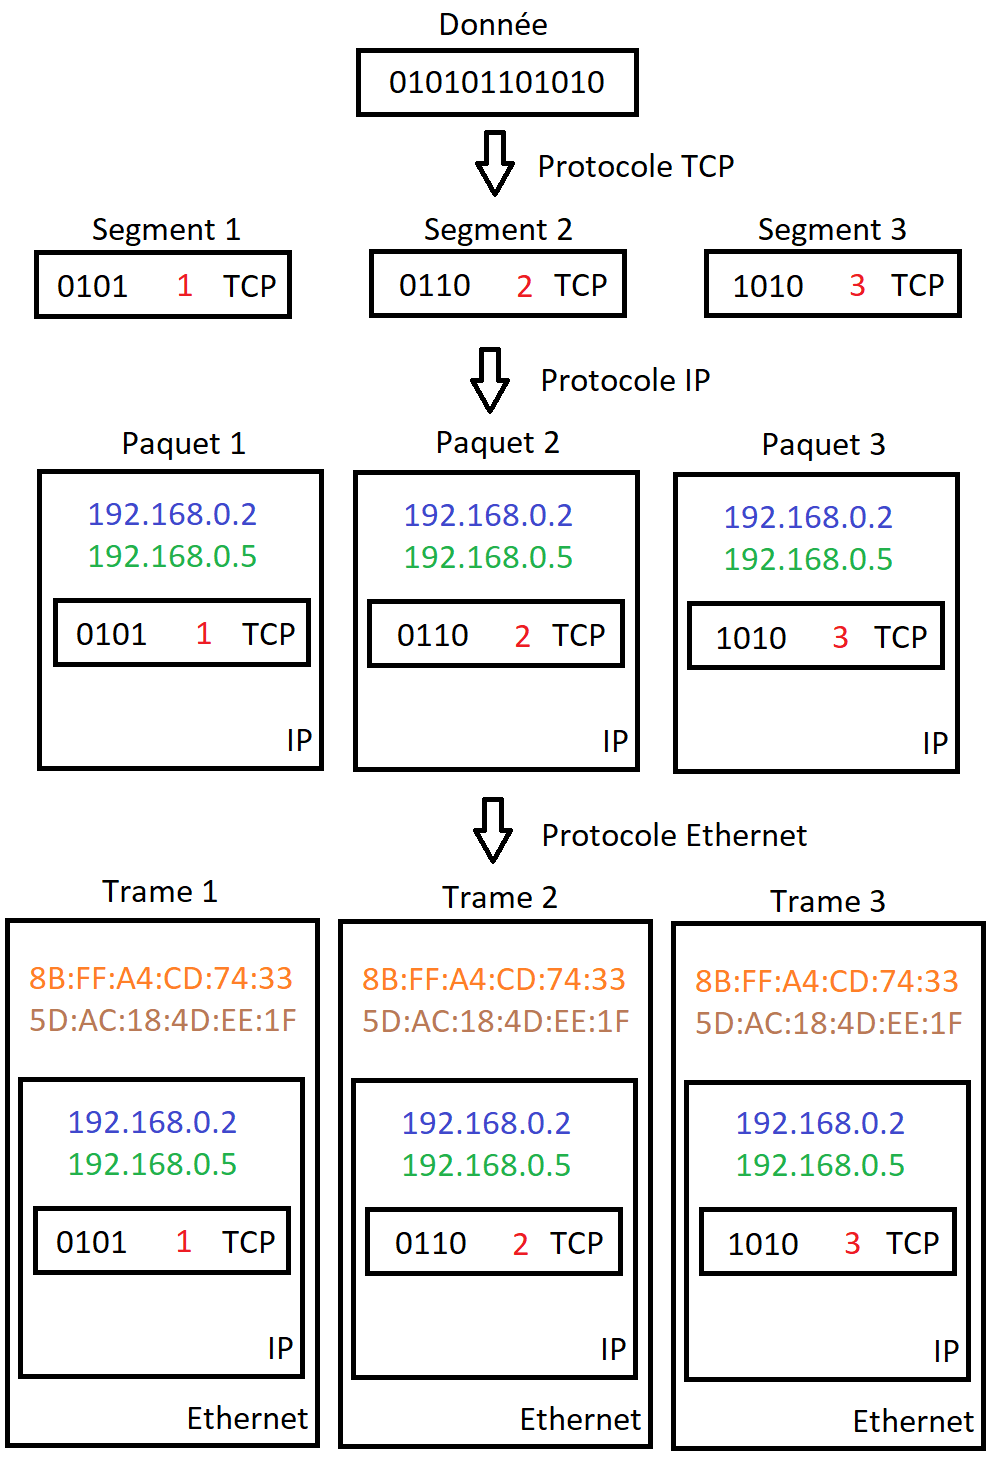 Donnée
010101101010
Protocole TCP
Segment 1 Segment 2 Segment 3
0101 1 TCP 0110 2 TCP 1010 3 TCP
Protocole IP
Paquet 1 Paquet 2 Paquet 3
192.168.0.2 192.168.0.2 192.168.0.2
192.168.0.5 192.168.0.5 192.168.0.5
0101 1 TCP 0110 2 TCP 1010 3 TCP
IP IP IP
Protocole Ethernet
Trame 1 Trame 2 Trame 3
8B:FF:A4:CD:74:33 8B:FF:A4:CD:74:33 8B:FF:A4:CD:74:33
5D:AC:18:4D:EE:1F 5D:AC:18:4D:EE:1F 5D:AC:18:4D:EE:1F
192.168.0.2 192.168.0.2 192.168.0.2
192.168.0.5 192.168.0.5 192.168.0.5
0101 1 TCP 0110 2 TCP 1010 3 TCP
IP IP IP
Ethernet Ethernet Ethernet